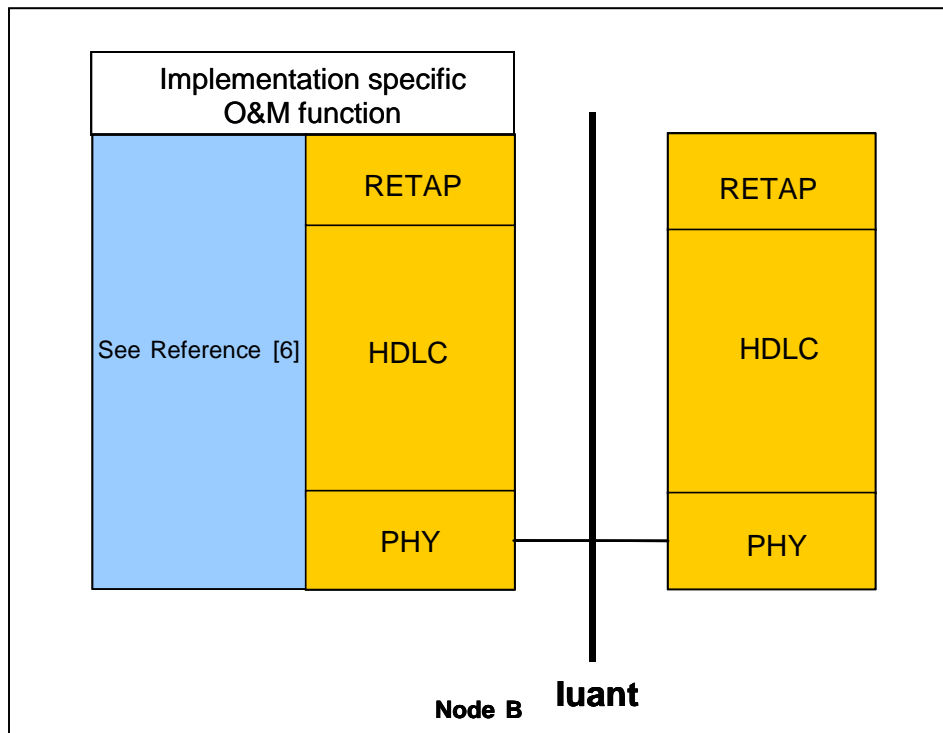 Implementation specific
O&M function
RETAP
RETAP
See Reference [6]
HDLC
HDLC
PHY
PHY
Node B
Iuant